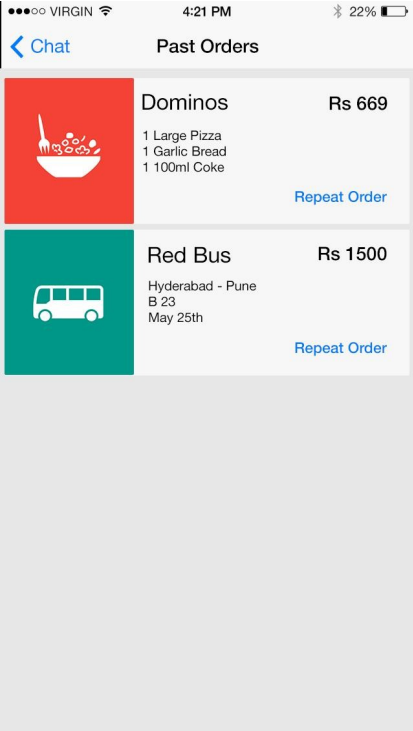 VIRGIN 4:21 PM 22%
Chat Past Orders
Dominos Rs 669
1 Large Pizza
1 Garlic Bread
1 100ml Coke
Repeat Order
Red Bus Rs 1500
Hyderabad - Pune
B 23
May 25th
Repeat Order